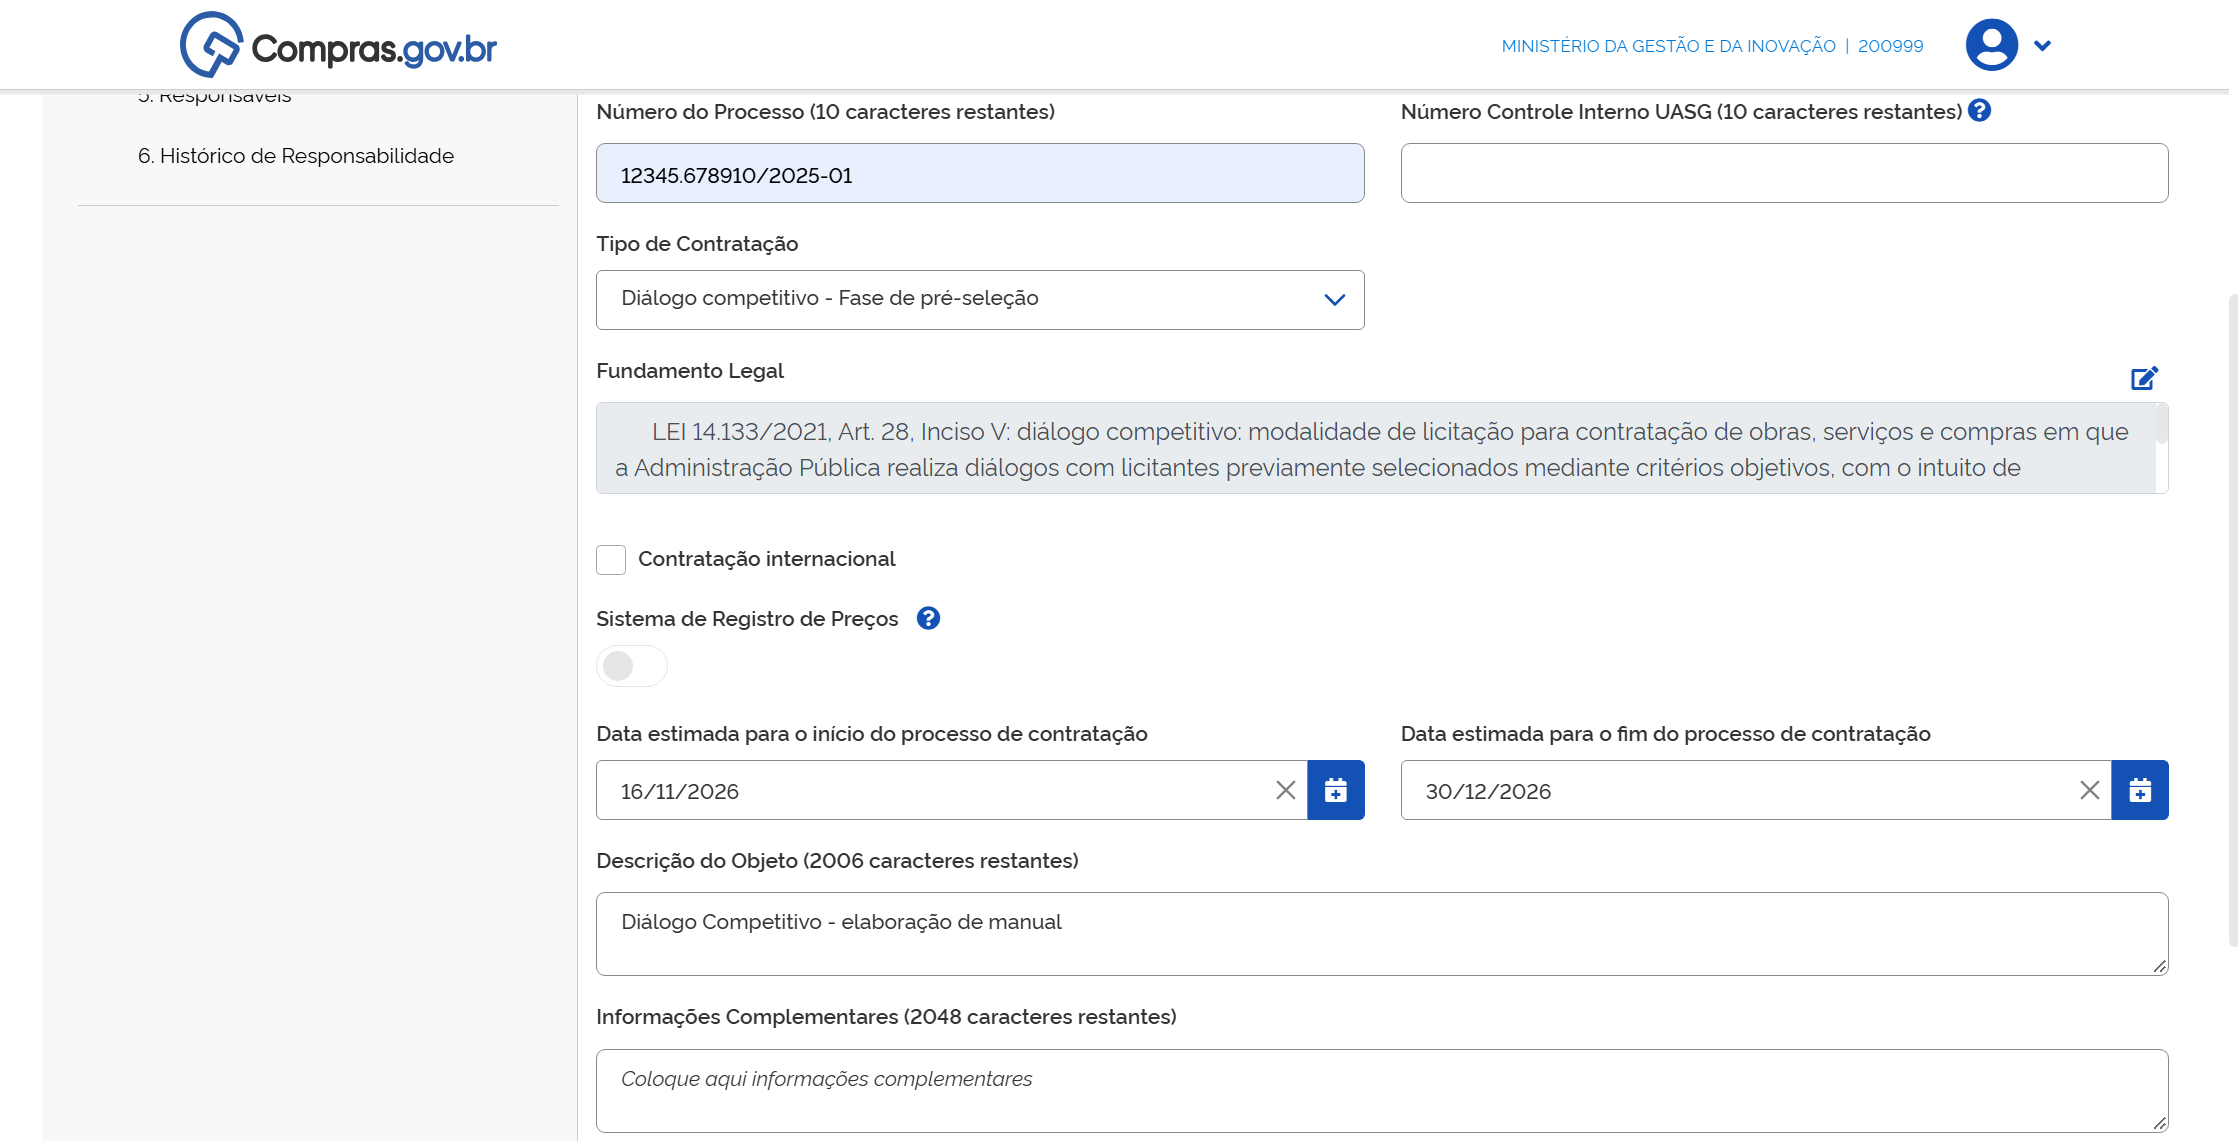 Compras.gov.br
MINISTÉRIO DA GESTÃO E DA INOVAÇÃO | 200999
5. Responsáveis
6. Histórico de Responsabilidade
Número do Processo (10 caracteres restantes)
12345.678910/2025-01
Número Controle Interno UASG (10 caracteres restantes)
Tipo de Contratação
Diálogo competitivo - Fase de pré-seleção
Fundamento Legal
LEI 14.133/2021, Art. 28, Inciso V: diálogo competitivo: modalidade de licitação para contratação de obras, serviços e compras em que
a Administração Pública realiza diálogos com licitantes previamente selecionados mediante critérios objetivos, com o intuito de
Contratação internacional
Sistema de Registro de Preços
Data estimada para o início do processo de contratação
16/11/2026
Data estimada para o fim do processo de contratação
30/12/2026
Descrição do Objeto (2006 caracteres restantes)
Diálogo Competitivo - elaboração de manual
Informações Complementares (2048 caracteres restantes)
Coloque aqui informações complementares